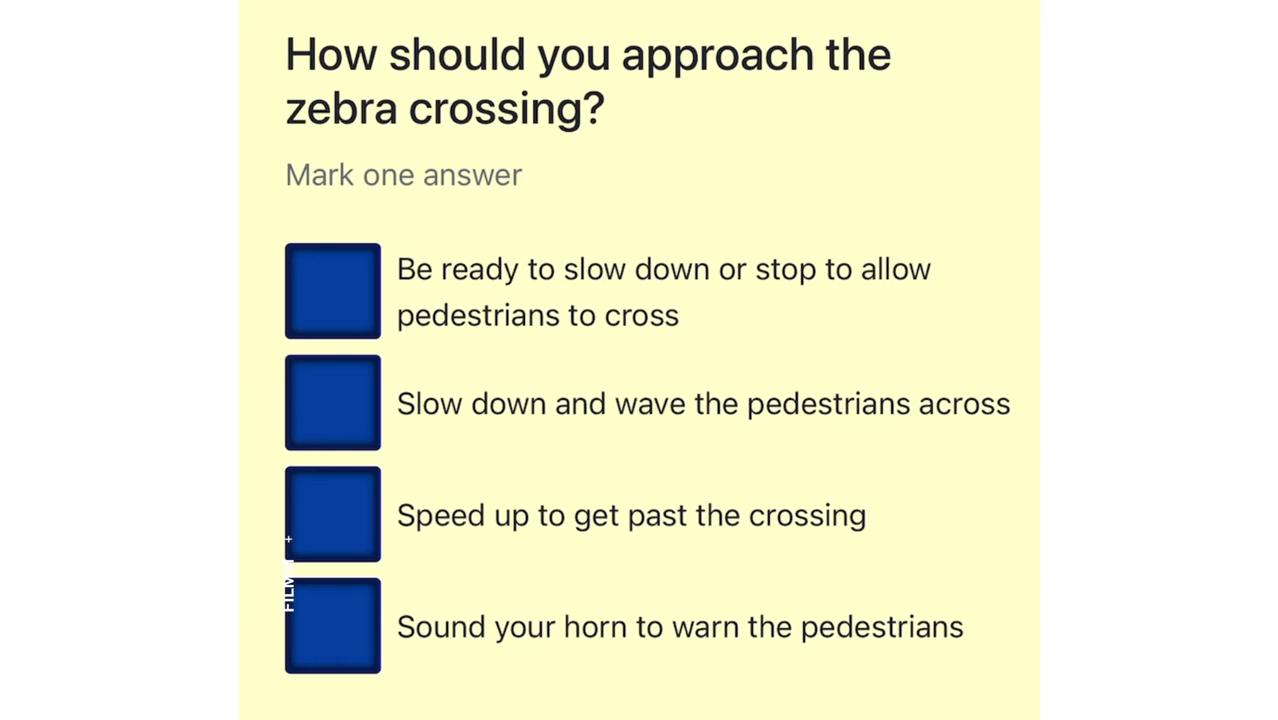 How should you approach the
zebra crossing?
Mark one answer
Be ready to slow down or stop to allow
pedestrians to cross
Slow down and wave the pedestrians across
Speed up to get past the crossing
Sound your horn to warn the pedestrians